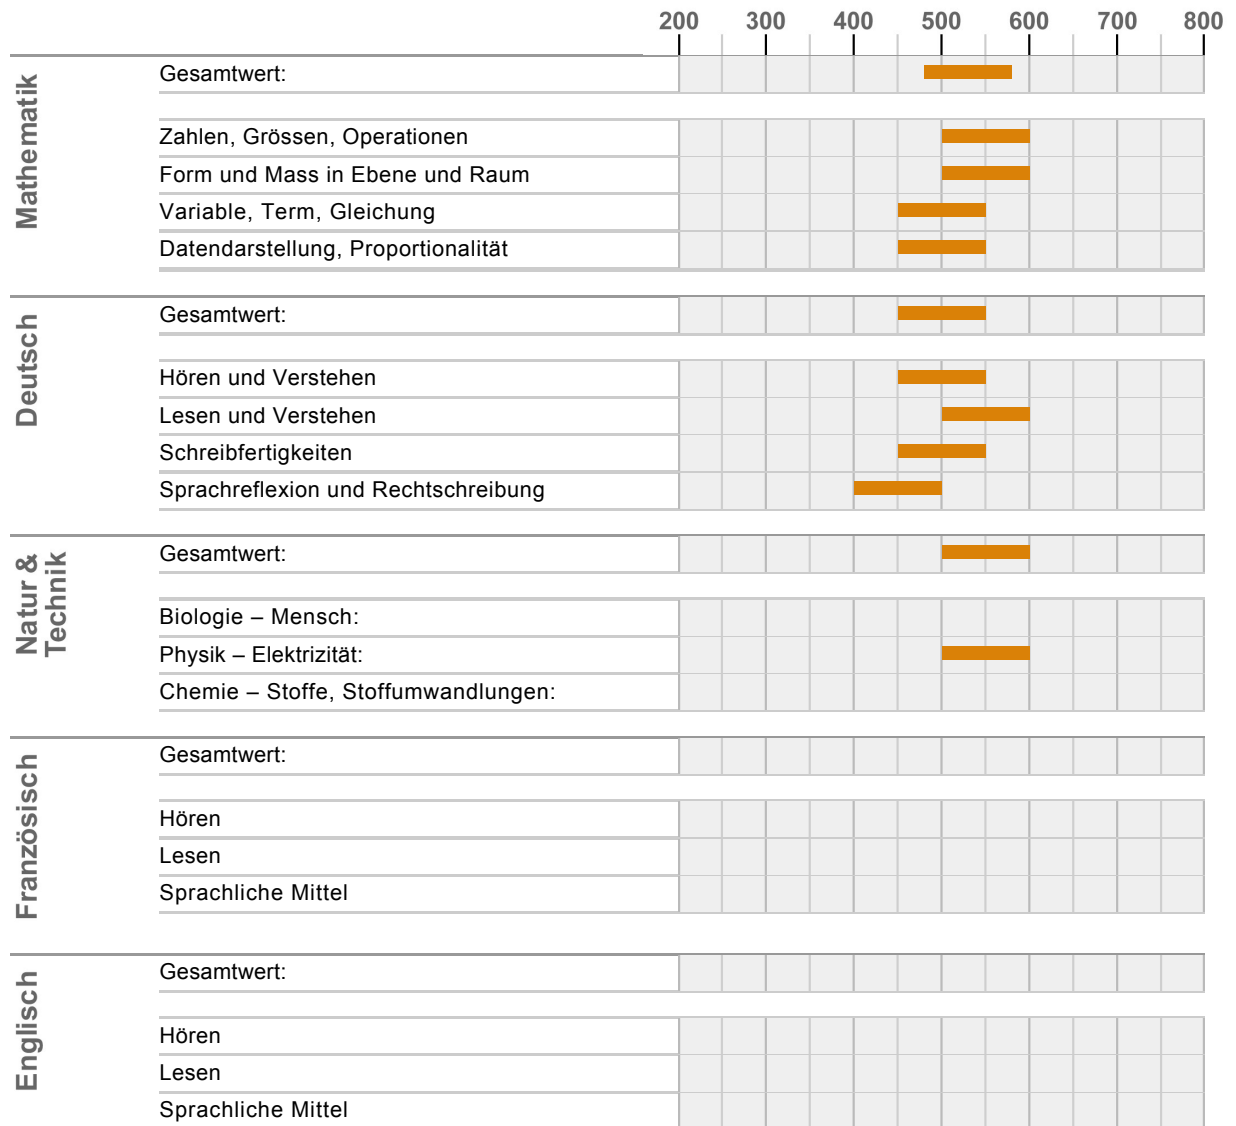 200 300 400 500 600 700 800
Mathematik
Gesamtwert:
Zahlen, Grössen, Operationen
Form und Mass in Ebene und Raum
Variable, Term, Gleichung
Datendarstellung, Proportionalität
Deutsch
Gesamtwert:
Hören und Verstehen
Lesen und Verstehen
Schreibfertigkeiten
Sprachreflexion und Rechtschreibung
Natur &
Technik
Gesamtwert:
Biologie – Mensch:
Physik – Elektrizität:
Chemie – Stoffe, Stoffumwandlungen:
Französisch
Gesamtwert:
Hören
Lesen
Sprachliche Mittel
Englisch
Gesamtwert:
Hören
Lesen
Sprachliche Mittel